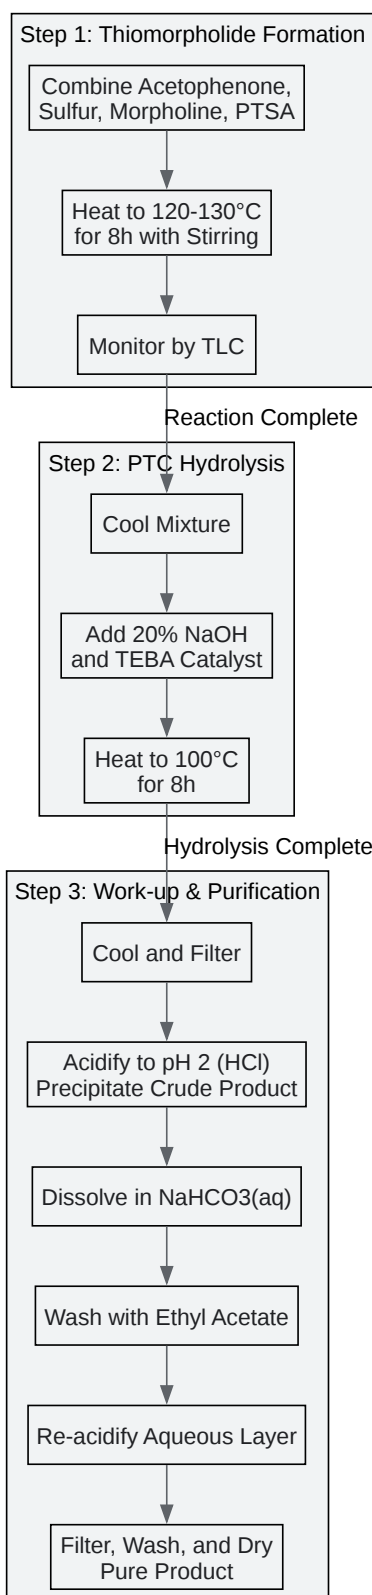 Step 1: Thiomorpholide Formation
Combine Acetophenone,
Sulfur, Morpholine, PTSA
Heat to 120-130°C
for 8h with Stirring
Monitor by TLC
Reaction Complete
Step 2: PTC Hydrolysis
Cool Mixture
Add 20% NaOH
and TEBA Catalyst
Heat to 100°C
for 8h
Hydrolysis Complete
Step 3: Work-up & Purification
Cool and Filter
Acidify to pH 2 (HCl)
Precipitate Crude Product
Dissolve in NaHCO3(aq)
Wash with Ethyl Acetate
Re-acidify Aqueous Layer
Filter, Wash, and Dry
Pure Product